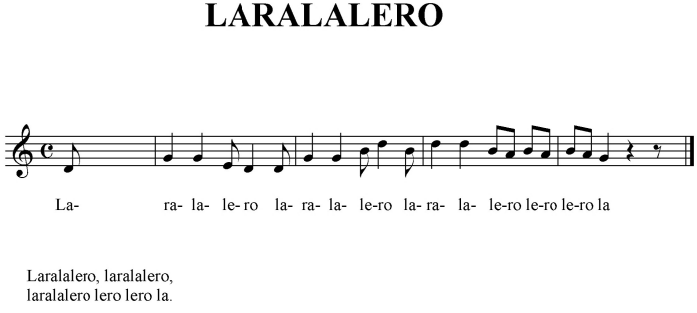 LARALALERO
La- ra- la- le- ro la- ra- la- le-ro la- ra- la- le-ro le-ro le-ro la
Laralalero, laralalero,
laralalero lero lero la.